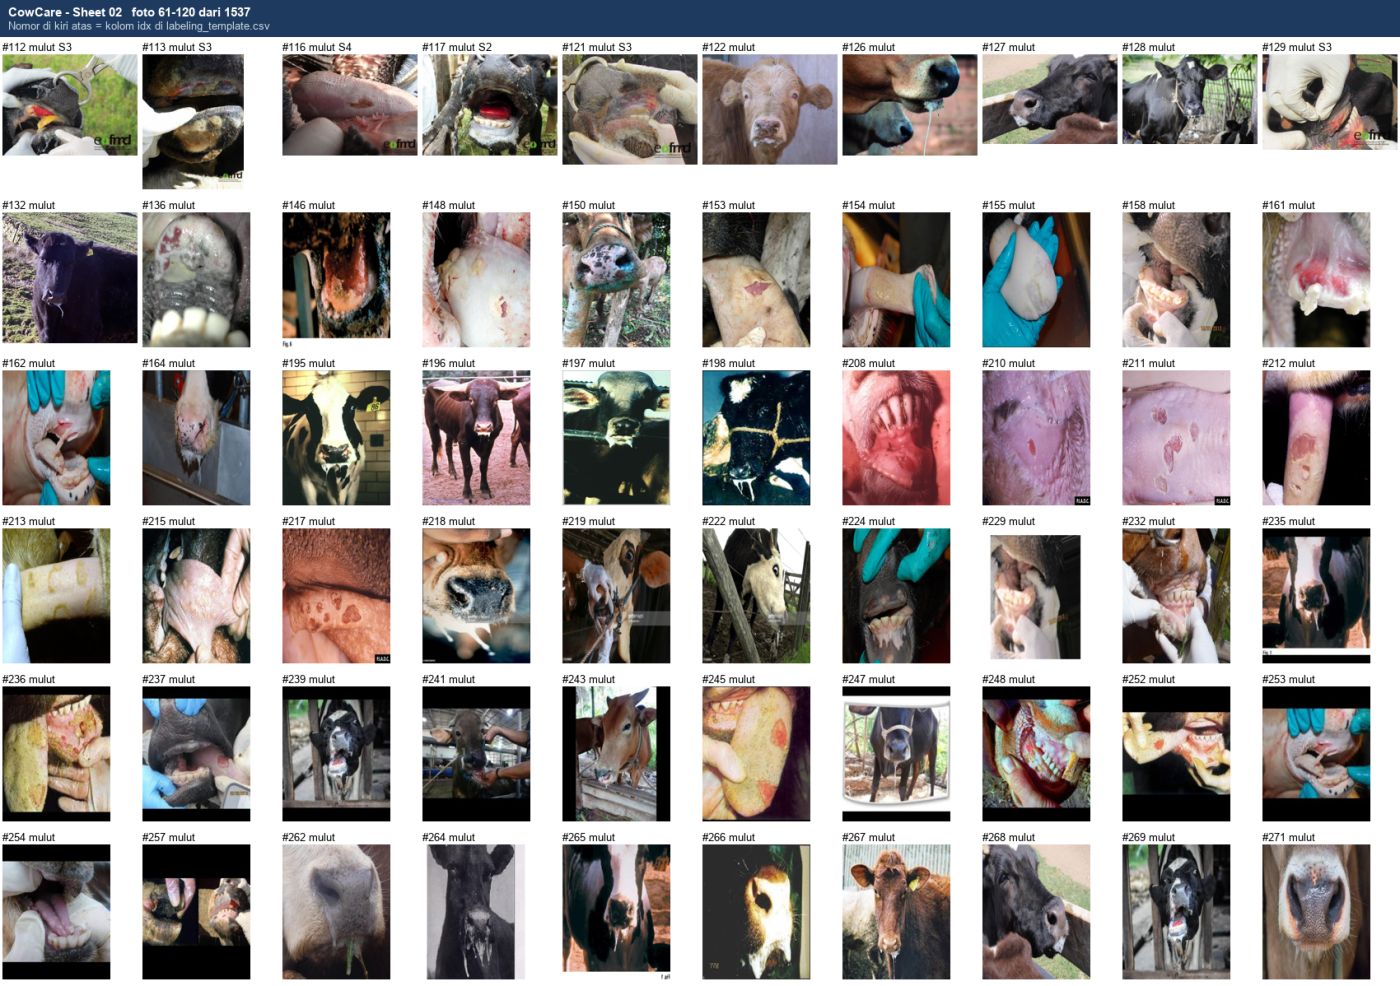 CowCare - Sheet 02 foto 61-120 dari 1537
Nomor di kiri atas = kolom idx di labeling_template.csv
#112 mulut S3
#113 mulut S3
#116 mulut S4
#117 mulut S2
#121 mulut S3
#122 mulut
#126 mulut
#127 mulut
#128 mulut
#129 mulut S3
eofmd
eofmd
eofmd
eofmd
eofmd
eofmd
#132 mulut
#136 mulut
#146 mulut
#148 mulut
#150 mulut
#153 mulut
#154 mulut
#155 mulut
#158 mulut
#161 mulut
#162 mulut
#164 mulut
#195 mulut
#196 mulut
#197 mulut
#198 mulut
#208 mulut
#210 mulut
#211 mulut
#212 mulut
#213 mulut
#215 mulut
#217 mulut
#218 mulut
#219 mulut
#222 mulut
#224 mulut
#229 mulut
#232 mulut
#235 mulut
#236 mulut
#237 mulut
#239 mulut
#241 mulut
#243 mulut
#245 mulut
#247 mulut
#248 mulut
#252 mulut
#253 mulut
#254 mulut
#257 mulut
#262 mulut
#264 mulut
#265 mulut
#266 mulut
#267 mulut
#268 mulut
#269 mulut
#271 mulut